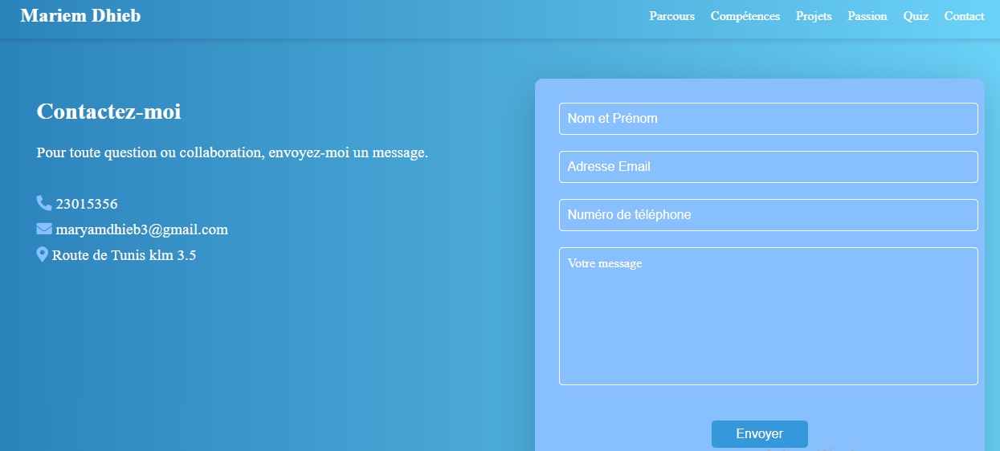 Mariem Dhieb
Parcours Compétences Projets Passion Quiz Contact
Contactez-moi
Pour toute question ou collaboration, envoyez-moi un message.
23015356
maryamdhieb3@gmail.com
Route de Tunis klm 3.5
Nom et Prénom
Adresse Email
Numéro de téléphone
Votre message
Envoyer